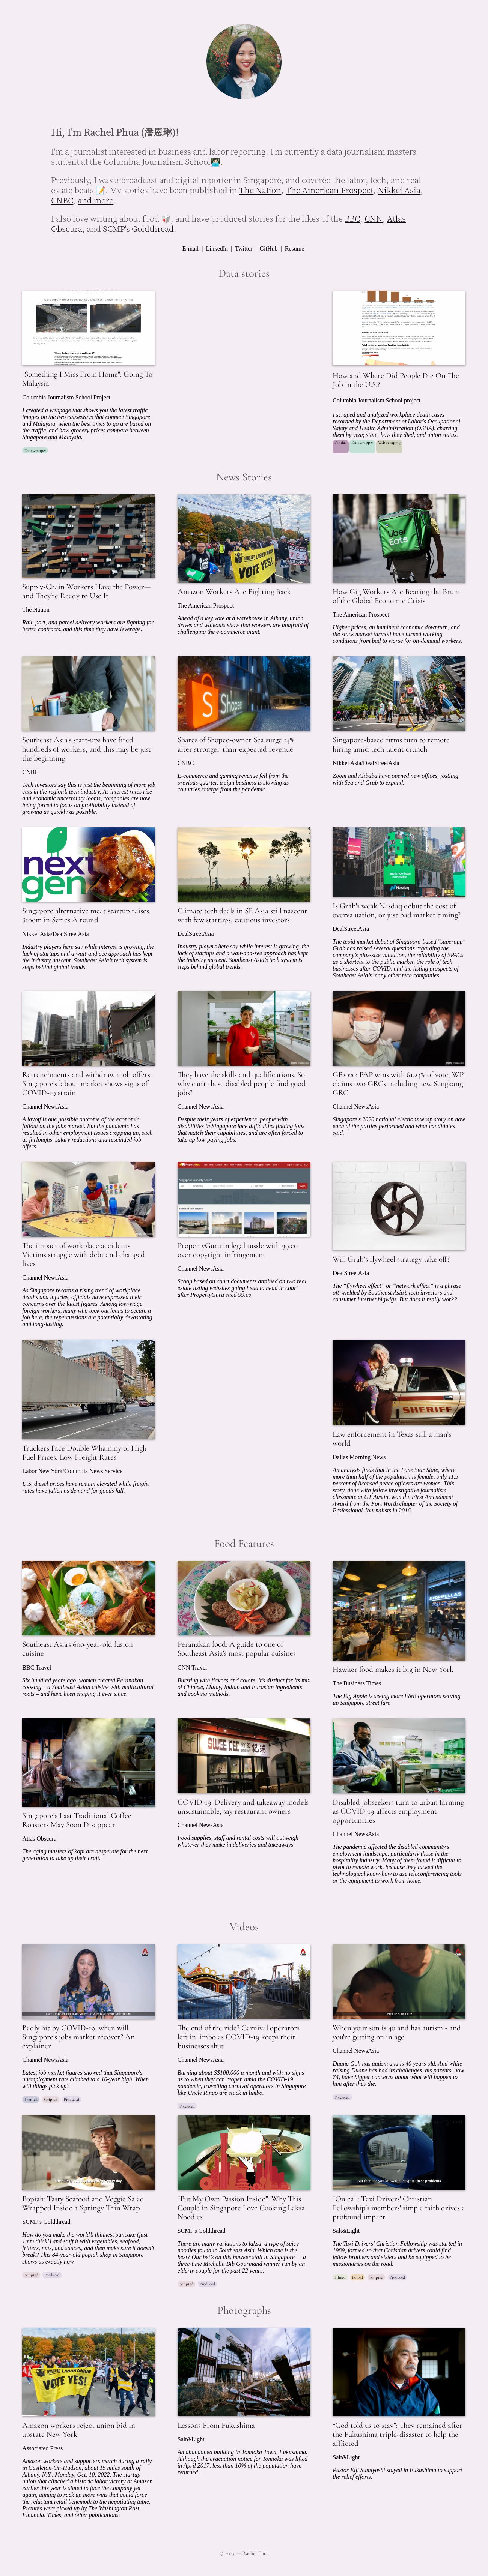 Hi, I'm Rachel Phua (潘恩琳)!
I'm a journalist interested in business and labor reporting. I'm currently a data journalism masters
student at the Columbia Journalism School👩🏻‍💻
Previously, I was a broadcast and digital reporter in Singapore, and covered the labor, tech, and real
estate beats 📝. My stories have been published in The Nation, The American Prospect, Nikkei Asia,
CNBC, and more.
I also love writing about food 🥡, and have produced stories for the likes of the BBC, CNN, Atlas
Obscura, and SCMP's Goldthread.
E-mail | LinkedIn | Twitter | GitHub | Resume
Data stories
"Something I Miss From Home": Going To
Malaysia
Columbia Journalism School Project
I created a webpage that shows you the latest traffic
images on the two causeways that connect Singapore
and Malaysia, when the best times to go are based on
the traffic, and how grocery prices compare between
Singapore and Malaysia.
How and Where Did People Die On The
Job in the U.S.?
Columbia Journalism School project
I scraped and analyzed workplace death cases
recorded by the Department of Labor's Occupational
Safety and Health Administration (OSHA), charting
them by year, state, how they died, and union status.
Web scraping
News Stories
Supply-Chain Workers Have the Power—
and They're Ready to Use It
The Nation
Rail, port, and parcel delivery workers are fighting for
better contracts, and this time they have leverage.
VOTE YES!
Amazon Workers Are Fighting Back
The American Prospect
Ahead of a key vote at a warehouse in Albany, union
drives and walkouts show that workers are unafraid of
challenging the e-commerce giant.
Uber
Eats
How Gig Workers Are Bearing the Brunt
of the Global Economic Crisis
The American Prospect
Higher prices, an imminent economic downturn, and
the stock market turmoil have turned working
conditions from bad to worse for on-demand workers.
Southeast Asia's start-ups have fired
hundreds of workers, and this may be just
the beginning
CNBC
Tech investors say this is just the beginning of more job
cuts in the region's tech industry. As interest rates rise
and economic uncertainty looms, companies are now
being forced to focus on profitability instead of
growing as quickly as possible.
Shares of Shopee-owner Sea surge 14%
after stronger-than-expected revenue
CNBC
E-commerce and gaming revenue fell from the
previous quarter, a sign business is slowing as
countries emerge from the pandemic.
Singapore-based firms turn to remote
hiring amid tech talent crunch
Nikkei Asia/DealStreetAsia
Zoom and Alibaba have opened new offices, jostling
with Sea and Grab to expand.
next
gen
Singapore alternative meat startup raises
$100m in Series A round
Nikkei Asia/DealStreetAsia
Industry players here say while interest is growing, the
lack of startups and a wait-and-see approach has kept
the industry nascent. Southeast Asia's tech system is
steps behind global trends.
Climate tech deals in SE Asia still nascent
with few startups, cautious investors
DealStreetAsia
Industry players here say while interest is growing, the
lack of startups and a wait-and-see approach has kept
the industry nascent. Southeast Asia's tech system is
steps behind global trends.
Is Grab's weak Nasdaq debut the cost of
overvaluation, or just bad market timing?
DealStreetAsia
The tepid market debut of Singapore-based "superapp"
Grab has raised several questions regarding the
company's plus-size valuation, the reliability of SPACs
as a shortcut to the public market, the role of tech
businesses after COVID, and the listing prospects of
Southeast Asia's many other tech companies.
Retrenchments and withdrawn job offers:
Singapore's labour market shows signs of
COVID-19 strain
Channel NewsAsia
A layoff is one possible outcome of the economic
fallout on the jobs market. But the pandemic has
resulted in other employment issues cropping up, such
as furloughs, salary reductions and rescinded job
offers.
They have the skills and qualifications. So
why can't these disabled people find good
jobs?
Channel NewsAsia
Despite their years of experience, people with
disabilities in Singapore face difficulties finding jobs
that match their capabilities, and are often forced to
take up low-paying jobs.
GE2020: PAP wins with 61.24% of vote; WP
claims two GRCs including new Sengkang
GRC
Channel NewsAsia
Singapore's 2020 national elections wrap story on how
each of the parties performed and what candidates
said.
The impact of workplace accidents:
Victims struggle with debt and changed
lives
Channel NewsAsia
As Singapore records a rising trend of workplace
deaths and injuries, officials have expressed their
concerns over the latest figures. Among low-wage
foreign workers, many who took out loans to secure a
job here, the repercussions are potentially devastating
and long-lasting.
PropertyGuru in legal tussle with 99.co
over copyright infringement
Channel NewsAsia
Scoop based on court documents attained on two real
estate listing websites going head to head in court
after PropertyGuru sued 99.co.
Will Grab's flywheel strategy take off?
DealStreetAsia
The “flywheel effect” or “network effect” is a phrase
oft-wielded by Southeast Asia's tech investors and
consumer internet bigwigs. But does it really work?
Truckers Face Double Whammy of High
Fuel Prices, Low Freight Rates
Labor New York/Columbia News Service
U.S. diesel prices have remain elevated while freight
rates have fallen as demand for goods fall.
SHERIFF
Law enforcement in Texas still a man's
world
Dallas Morning News
An analysis finds that in the Lone Star State, where
more than half of the population is female, only 11.5
percent of licensed peace officers are women. This
story, done with fellow investigative journalism
classmate at UT Austin, won the First Amendment
Award from the Fort Worth chapter of the Society of
Professional Journalists in 2016.
Food Features
Southeast Asia's 600-year-old fusion
cuisine
BBC Travel
Six hundred years ago, women created Peranakan
cooking – a Southeast Asian cuisine with multicultural
roots – and have been shaping it ever since.
Peranakan food: A guide to one of
Southeast Asia's most popular cuisines
CNN Travel
Bursting with flavors and colors, it's distinct for its mix
of Chinese, Malay, Indian and Eurasian ingredients
and cooking methods.
Hawker food makes it big in New York
The Business Times
The Big Apple is seeing more F&B operators serving
up Singapore street fare
Singapore's Last Traditional Coffee
Roasters May Soon Disappear
Atlas Obscura
The aging masters of kopi are desperate for the next
generation to take up their craft.
GUIKEE
COVID-19: Delivery and takeaway models
unsustainable, say restaurant owners
Channel NewsAsia
Food supplies, staff and rental costs will outweigh
whatever they make in deliveries and takeaways.
Disabled jobseekers turn to urban farming
as COVID-19 affects employment
opportunities
Channel NewsAsia
The pandemic affected the disabled community's
employment landscape, particularly those in the
hospitality industry. Many of them found it difficult to
pivot to remote work, because they lacked the
technological know-how to use teleconferencing tools
or the equipment to work from home.
Videos
Badly hit by COVID-19, when will
Singapore's jobs market recover? An
explainer
Channel NewsAsia
Latest job market figures showed that Singapore's
unemployment rate climbed to a 16-year high. When
will things pick up?
Scripted Produced
The end of the ride? Carnival operators
left in limbo as COVID-19 keeps their
businesses shut
Channel NewsAsia
Burning about S$100,000 a month and with no signs
as to when they can reopen amid the COVID-19
pandemic, travelling carnival operators in Singapore
like Uncle Ringo are stuck in limbo.
Produced
When your son is 40 and has autism - and
you're getting on in age
Channel NewsAsia
Duane Goh has autism and is 40 years old. And while
raising Duane has had its challenges, his parents, now
74, have bigger concerns about what will happen to
him after they die.
Produced
Popiah: Tasty Seafood and Veggie Salad
Wrapped Inside a Springy Thin Wrap
SCMP's Goldthread
How do you make the world's thinnest pancake (just
1mm thick!) and stuff it with vegetables, seafood,
fritters, nuts, and sauces, and then make sure it doesn't
break? This 84-year-old popiah shop in Singapore
shows us exactly how.
Scripted Produced
“Put My Own Passion Inside”: Why This
Couple in Singapore Love Cooking Laksa
Noodles
SCMP's Goldthread
There are many variations to laksa, a type of spicy
noodles found in Southeast Asia. Which one is the
best? Our bet's on this hawker stall in Singapore — a
three-time Michelin Bib Gourmand winner run by an
elderly couple for the past 22 years.
Scripted Produced
“On call: Taxi Drivers' Christian
Fellowship's members' simple faith drives a
profound impact
Salt&Light
The Taxi Drivers' Christian Fellowship was started in
1989, formed so that Christian drivers could find
fellow brothers and sisters and be equipped to be
missionaries on the roads.
Filmed Edited Scripted Produced
Photographs
VOTE YES!
Amazon workers reject union bid in
upstate New York
Associated Press
Amazon workers and supporters march during a rally
in Castleton-On-Hudson, about 15 miles south of
Albany, N.Y., Monday, Oct. 10, 2022. The startup
union that clinched a historic labor victory at Amazon
earlier this year is slated to face the company yet
again, aiming to rack up more wins that could force
the reluctant retail behemoth to the negotiating table.
Pictures were picked up by The Washington Post,
Financial Times, and other publications.
Lessons From Fukushima
Salt&Light
An abandoned building in Tomioka Town, Fukushima.
Although the evacuation notice for Tomioka was lifted
in April 2017, less than 10% of the population have
returned.
“God told us to stay”: They remained after
the Fukushima triple-disaster to help the
afflicted
Salt&Light
Pastor Eiji Sumiyoshi stayed in Fukushima to support
the relief efforts.
© 2023 — Rachel Phua